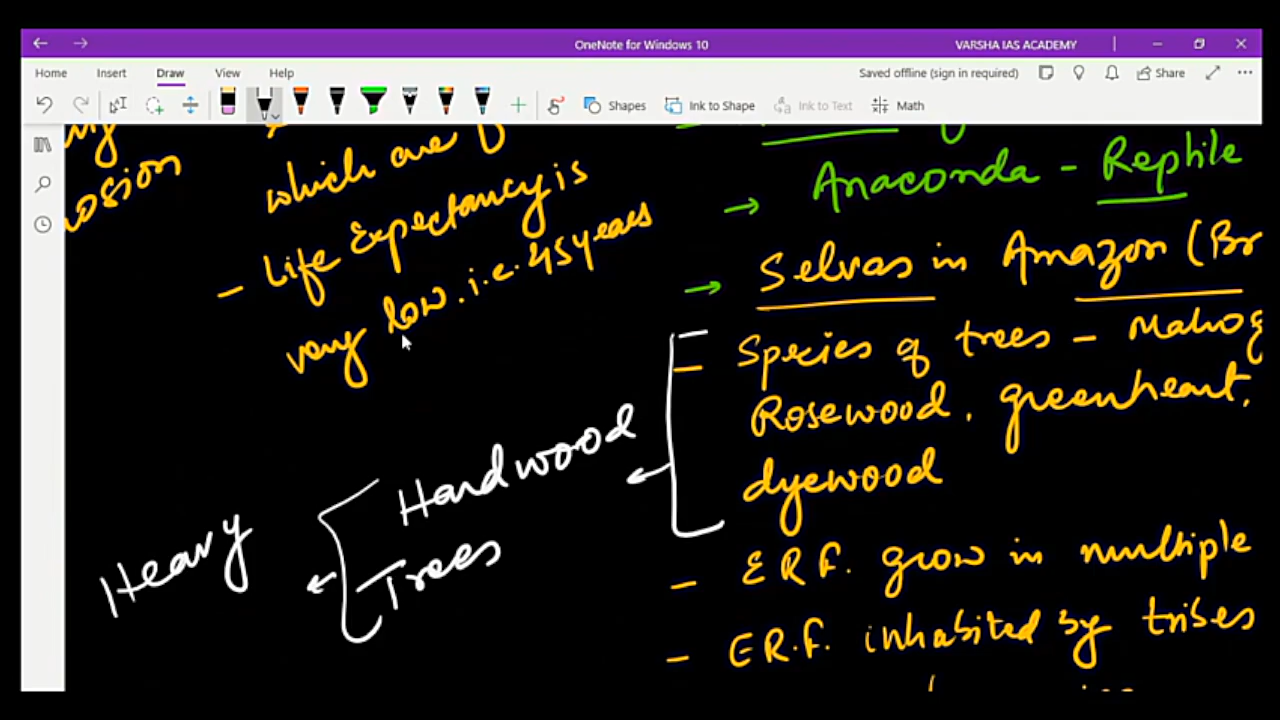 OneNote for Windows 10
VARSHA IAS ACADEMY
Home Insert Draw View Help
Saved offline (sign in required)
Share
Shapes
Ink to Shape
Ink to Text
Math
which are
- Life Expectancy is
very low. i.e. 45 years
→ Anaconda - Reptile
→ Selvas in Amazon (Br
- Species of trees - Mahog
Rosewood, greenheart,
dyewood
Hardwood
Trees
Heavy
- E.R.F. grow in multiple
- E.R.F. inhabited by tribes